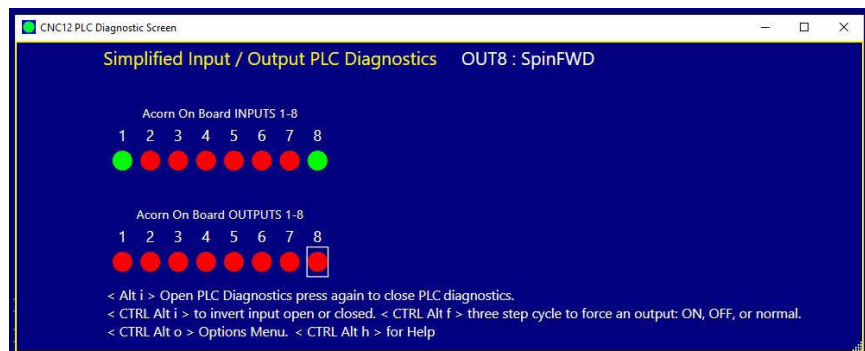 CNC12 PLC Diagnostic Screen
Simplified Input / Output PLC Diagnostics OUT8 : SpinFWD
Acorn On Board INPUTS 1-8
1 2 3 4 5 6 7 8
Acorn On Board OUTPUTS 1-8
1 2 3 4 5 6 7 8
< Alt i > Open PLC Diagnostics press again to close PLC diagnostics.
< CTRL Alt i > to invert input open or closed. < CTRL Alt f > three step cycle to force an output: ON, OFF, or normal.
< CTRL Alt o > Options Menu. < CTRL Alt h > for Help